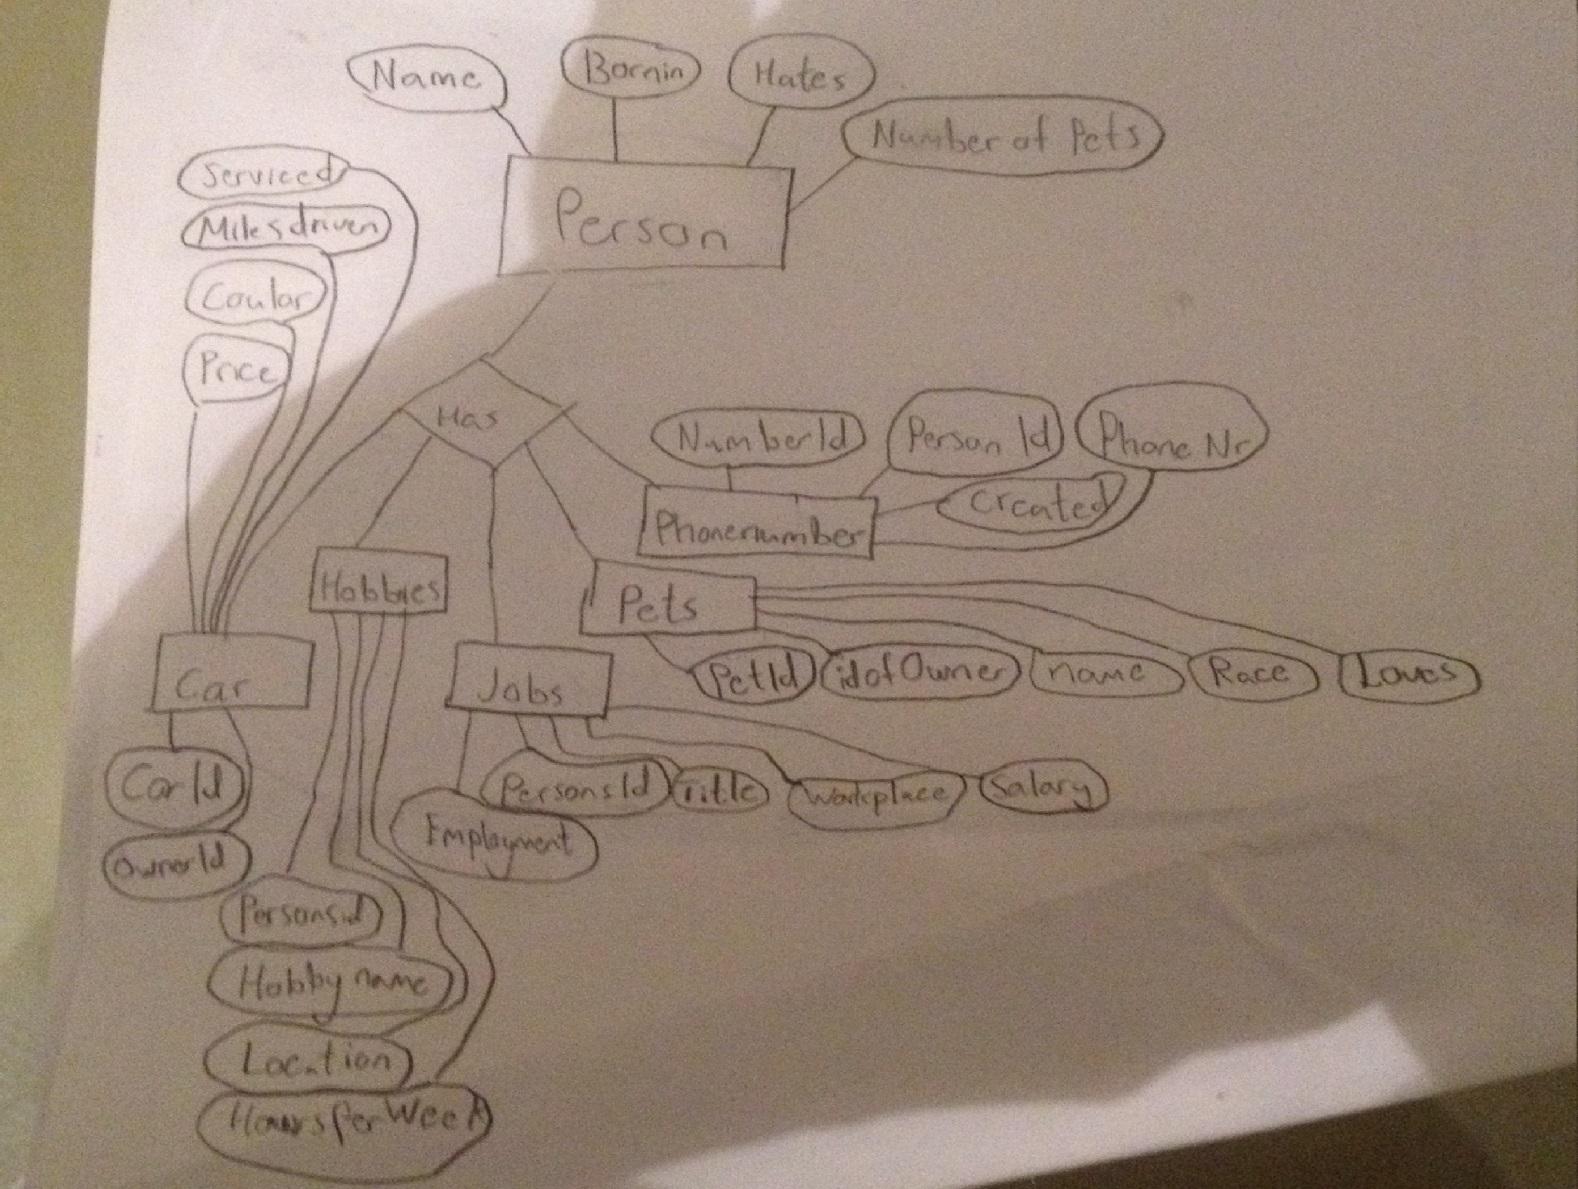 Name
Bornin
Hates
Number of Pets
Serviced
Milesdriven
Coulor
Price
Person
Has
NumberId
Person Id
Phone Nr
Created
Phonenumber
Hobbyes
Pets
Car
Jobs
PetId
idofOwner
name
Race
Loves
CarId
OwnerId
PersonsId
Title
Workplace
Salary
Employment
Personsid
Hobby name
Location
HoursPerWeek